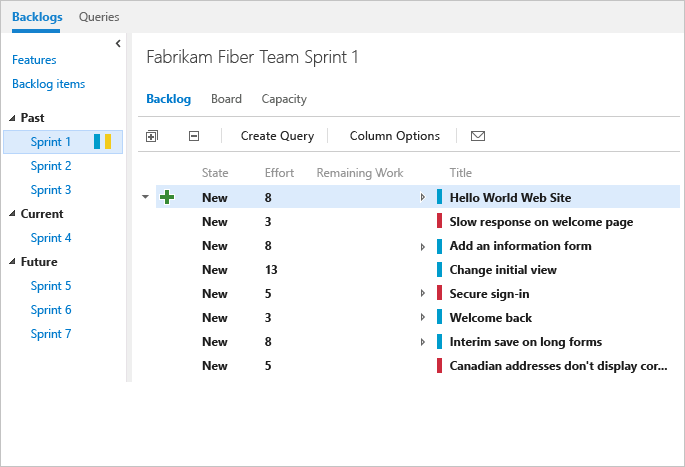 Backlogs Queries
Features
Backlog items
Past
Sprint 1
Sprint 2
Sprint 3
Current
Sprint 4
Future
Sprint 5
Sprint 6
Sprint 7
Fabrikam Fiber Team Sprint 1
Backlog Board Capacity
Create Query Column Options
State Effort Remaining Work Title
New 8 Hello World Web Site
New 3 Slow response on welcome page
New 8 Add an information form
New 13 Change initial view
New 5 Secure sign-in
New 3 Welcome back
New 8 Interim save on long forms
New 5 Canadian addresses don't display cor...